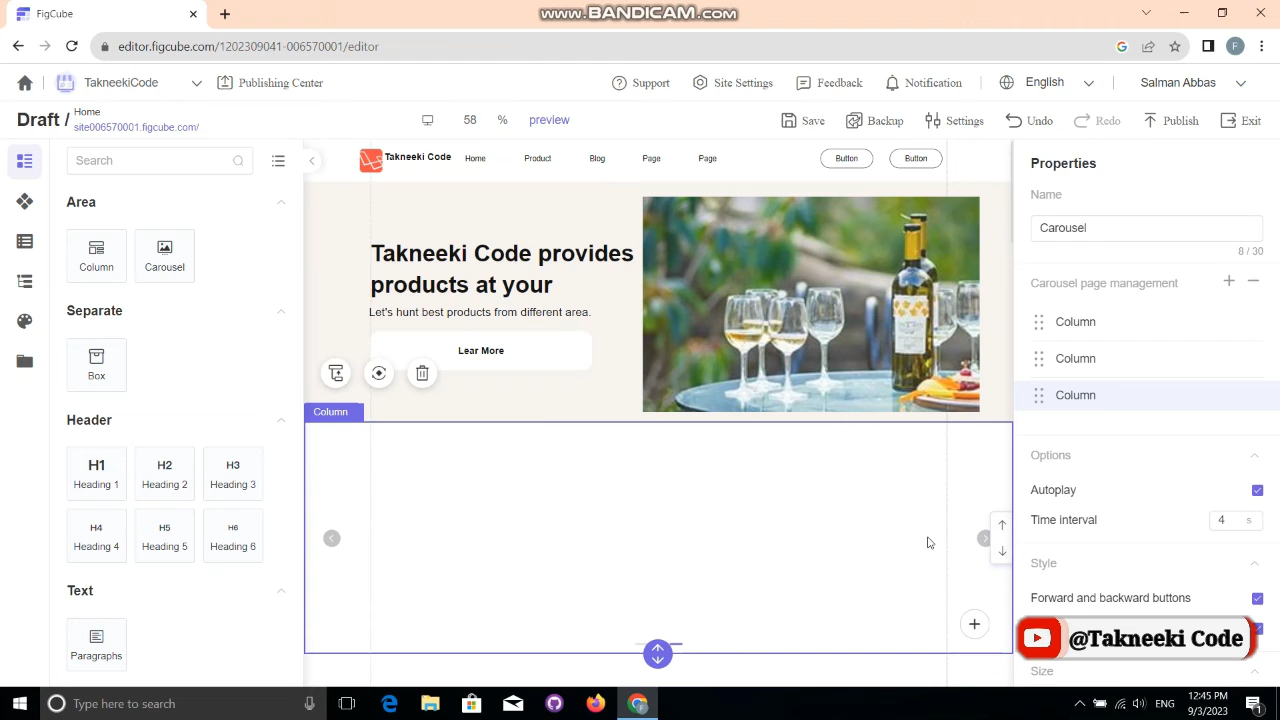 FigCube
www.BANDICAM.com
editor.figcube.com/1202309041-006570001/editor
F
TakneekiCode
Publishing Center
Support
Site Settings
Feedback
Notification
English
Salman Abbas
Draft /
Home
site006570001.figcube.com/
58 %
preview
Save
Backup
Settings
Undo
Redo
Publish
Exit
Search
Area
Column
Carousel
Separate
Box
Header
H1
Heading 1
H2
Heading 2
H3
Heading 3
H4
Heading 4
H5
Heading 5
H6
Heading 6
Text
Paragraphs
Takneeki Code
Home
Product
Blog
Page
Page
Button
Button
Takneeki Code provides
products at your
Let's hunt best products from different area.
Lear More
Column
Properties
Name
Carousel
8 / 30
Carousel page management
Column
Column
Column
Options
Autoplay
Time interval
4 s
Style
Forward and backward buttons
@Takneeki Code
Size
Type here to search
ENG
12:45 PM
9/3/2023